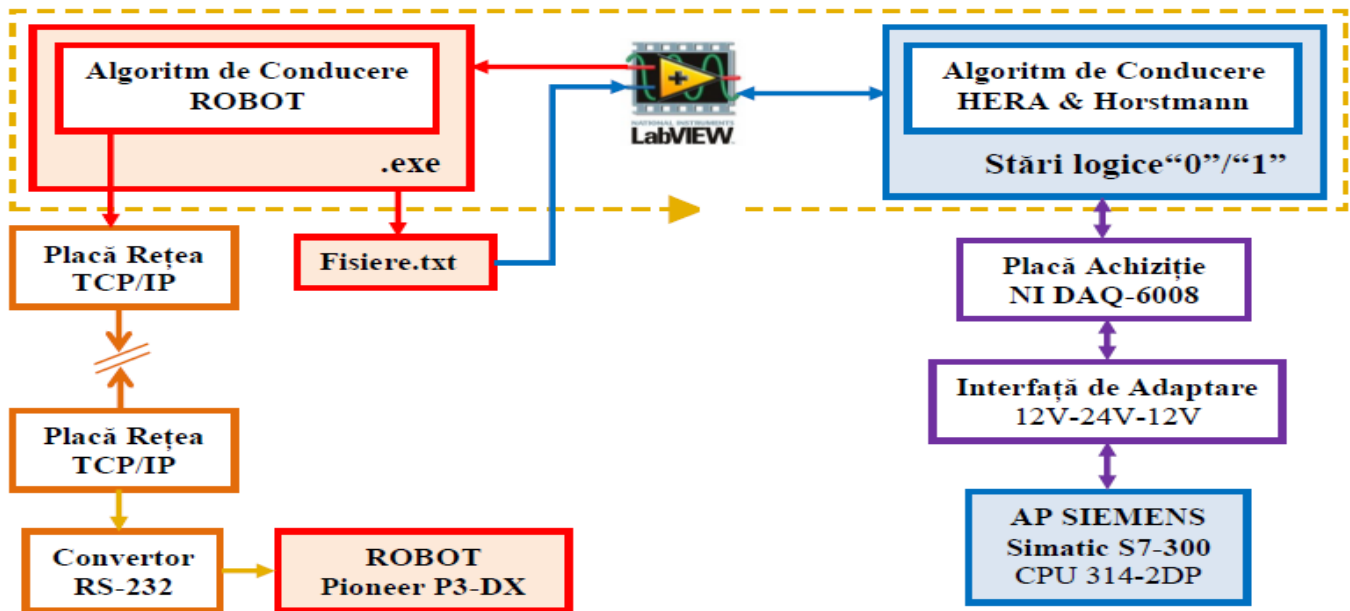 Algoritm de Conducere
ROBOT
.exe
NATIONAL INSTRUMENTS
LabVIEW
Algoritm de Conducere
HERA & Horstmann
Stări logice“0”/“1”
Placă Rețea
TCP/IP
Fisiere.txt
Placă Achiziție
NI DAQ-6008
Interfață de Adaptare
12V-24V-12V
Placă Rețea
TCP/IP
Convertor
RS-232
ROBOT
Pioneer P3-DX
AP SIEMENS
Simatic S7-300
CPU 314-2DP